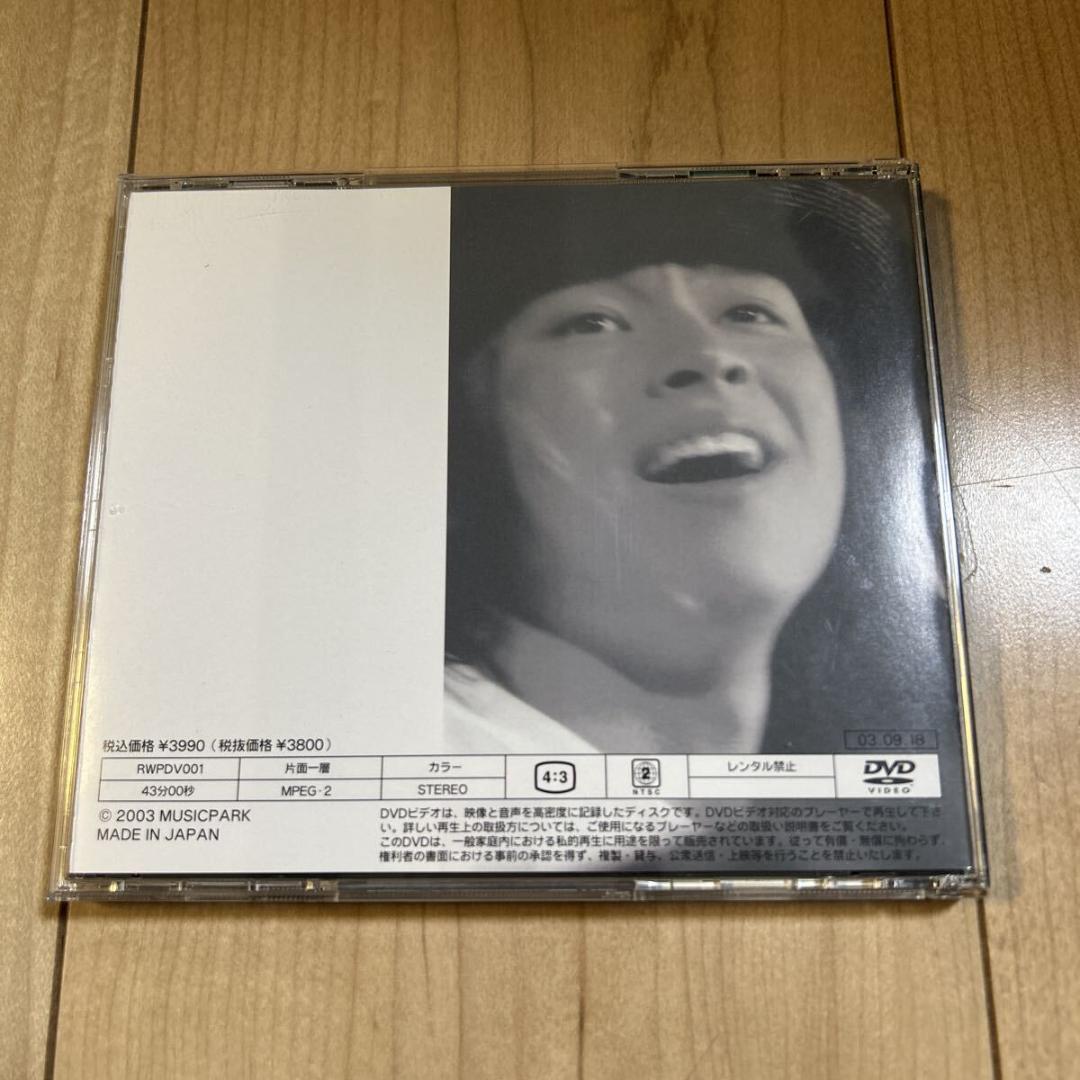 税込価格 ¥3990 (税抜価格 ¥3800)
03.09.18
RWPDV001 片面一層 カラー 4:3 2 NTSC レンタル禁止 DVD VIDEO
43分00秒 MPEG-2 STEREO
© 2003 MUSICPARK
MADE IN JAPAN
DVDビデオは、映像と音声を高密度に記録したディスクです。DVDビデオ対応のプレーヤーで再生して下さ
い。詳しい再生上の取扱方については、ご使用になるプレーヤーなどの取扱い説明書をご覧ください。
このDVDは、一般家庭内における私的再生に用途を限って販売されています。従って有償・無償に拘わらず、
権利者の書面における事前の承認を得ず、複製・貸与、公衆送信・上映等を行うことを禁止いたします。